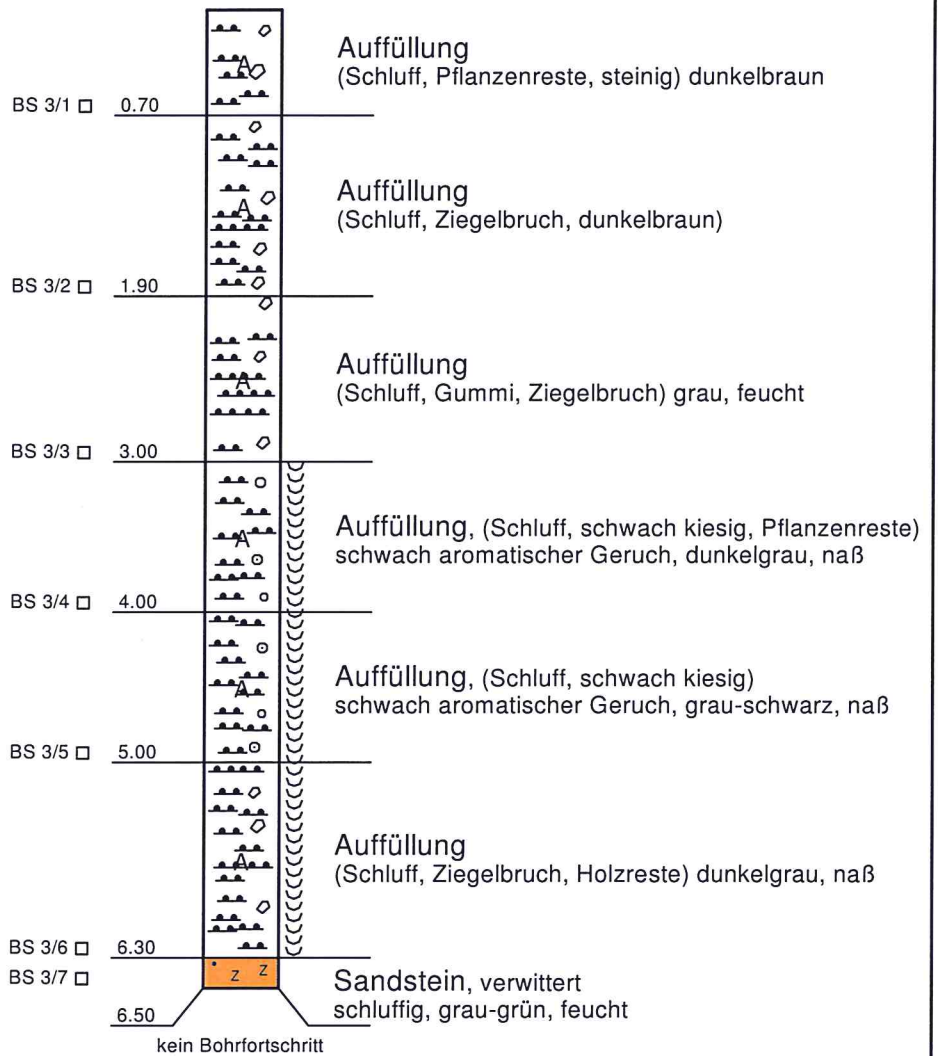 A
Auffüllung
(Schluff, Pflanzenreste, steinig) dunkelbraun
BS 3/1 0.70
A
Auffüllung
(Schluff, Ziegelbruch, dunkelbraun)
BS 3/2 1.90
A
Auffüllung
(Schluff, Gummi, Ziegelbruch) grau, feucht
BS 3/3 3.00
A
Auffüllung, (Schluff, schwach kiesig, Pflanzenreste)
schwach aromatischer Geruch, dunkelgrau, naß
BS 3/4 4.00
A
Auffüllung, (Schluff, schwach kiesig)
schwach aromatischer Geruch, grau-schwarz, naß
BS 3/5 5.00
A
Auffüllung
(Schluff, Ziegelbruch, Holzreste) dunkelgrau, naß
BS 3/6 6.30
BS 3/7 z z
Sandstein, verwittert
schluffig, grau-grün, feucht
6.50
kein Bohrfortschritt